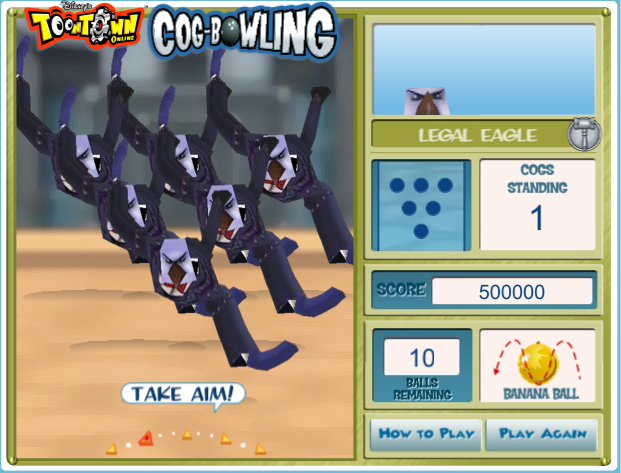 Disney's
TOONTOWN
ONLINE
COG-BOWLING
LEGAL EAGLE
COGS
STANDING
1
SCORE 500000
10
BALLS
REMAINING
BANANA BALL
TAKE AIM!
HOW TO PLAY PLAY AGAIN